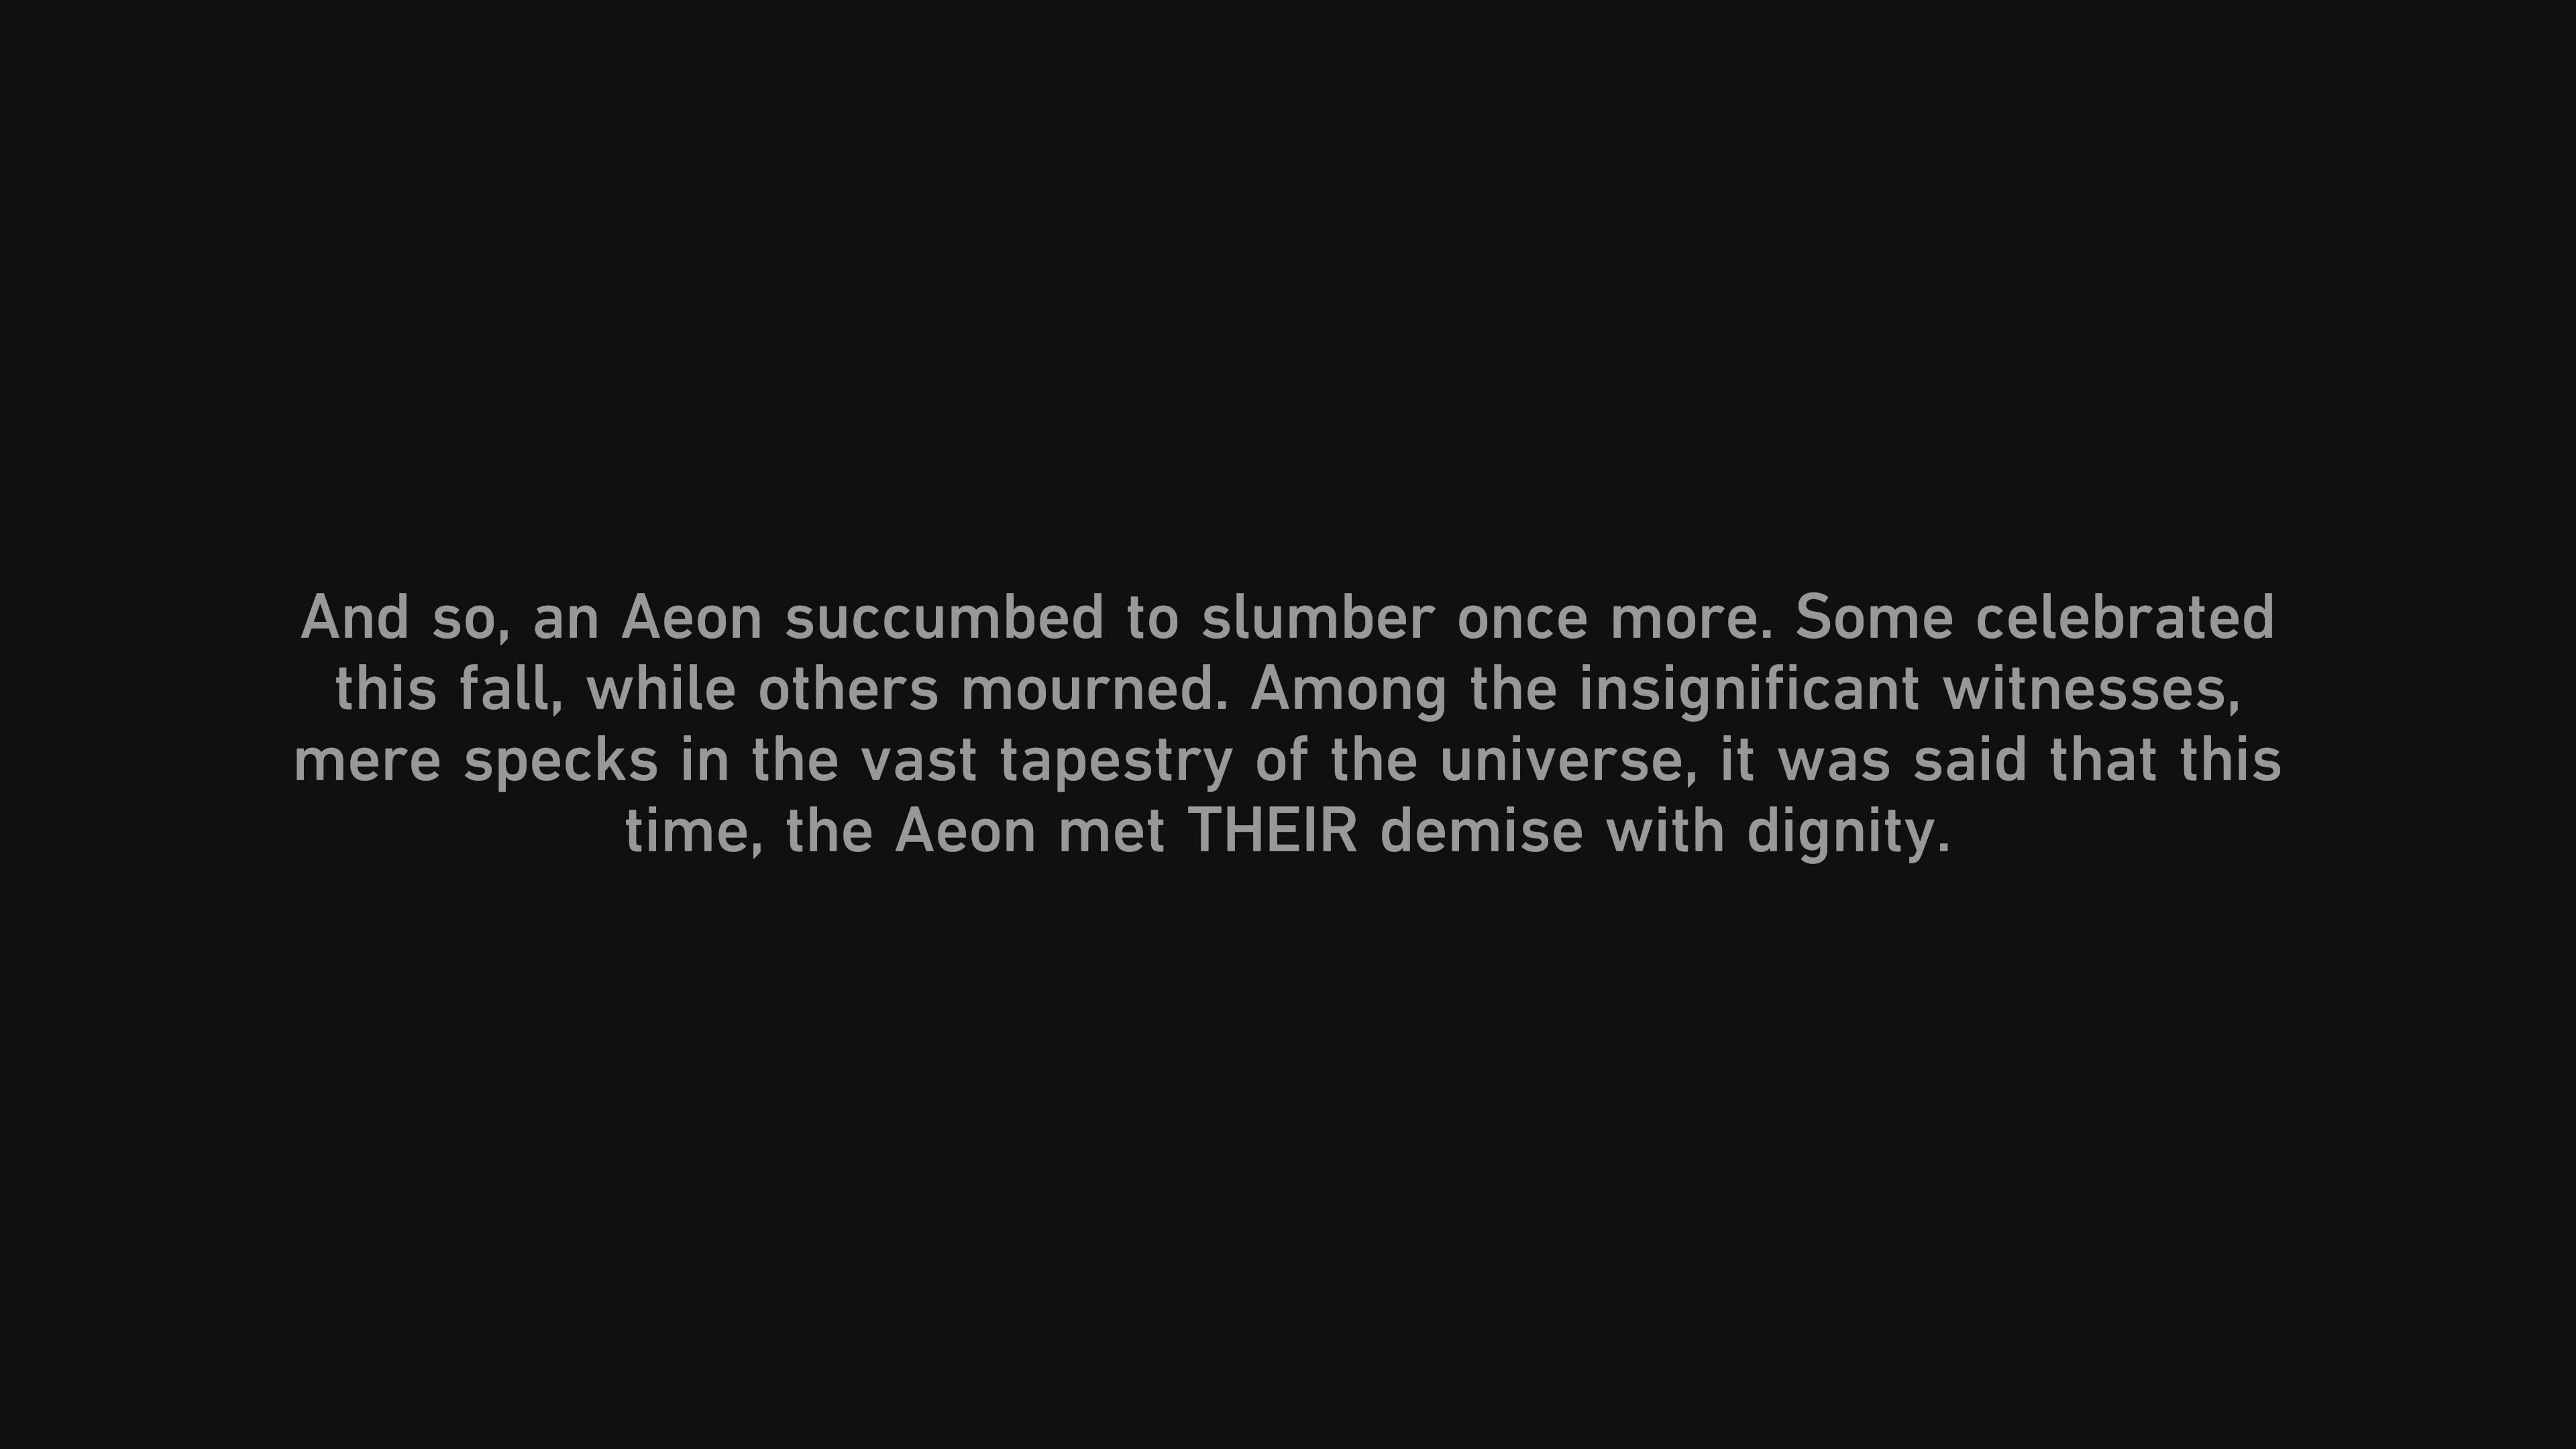 And so, an Aeon succumbed to slumber once more. Some celebrated
this fall, while others mourned. Among the insignificant witnesses,
mere specks in the vast tapestry of the universe, it was said that this
time, the Aeon met THEIR demise with dignity.